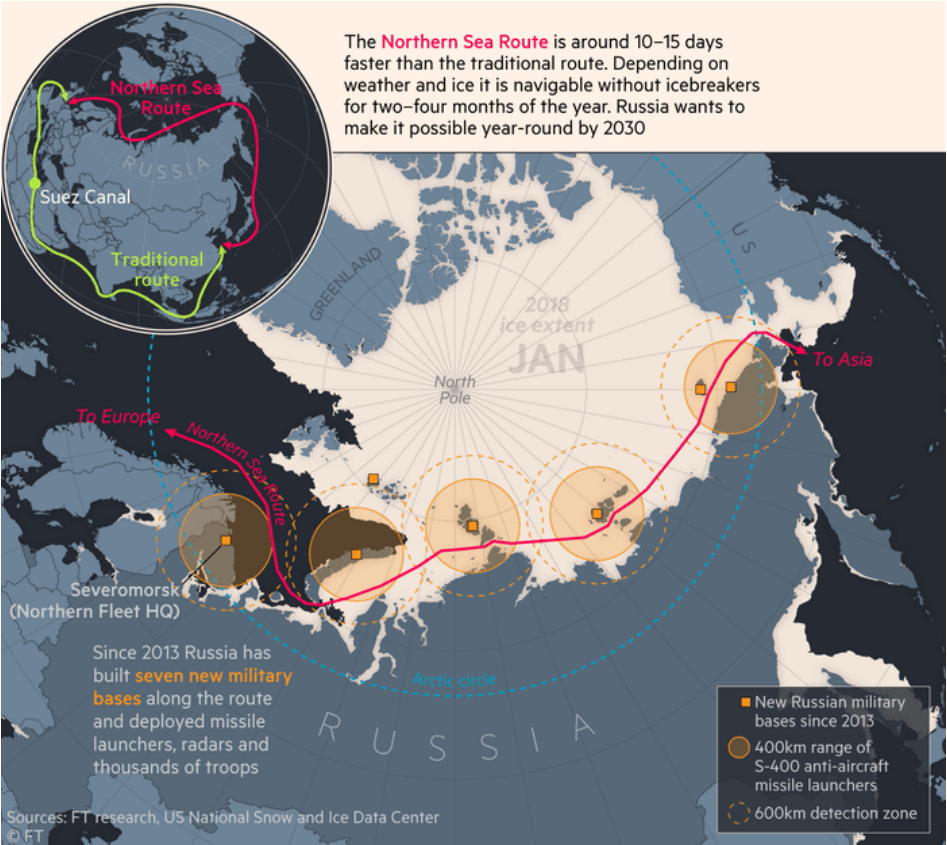 The Northern Sea Route is around 10–15 days
faster than the traditional route. Depending on
weather and ice it is navigable without icebreakers
for two–four months of the year. Russia wants to
make it possible year-round by 2030
Northern Sea
Route
RUSSIA
Suez Canal
Traditional
route
GREENLAND
US
2018
ice extent
JAN
North
Pole
To Asia
To Europe
Northern Sea Route
Severomorsk
(Northern Fleet HQ)
Since 2013 Russia has
built seven new military
bases along the route
and deployed missile
launchers, radars and
thousands of troops
Arctic circle
RUSSIA
New Russian military
bases since 2013
400km range of
S-400 anti-aircraft
missile launchers
600km detection zone
Sources: FT research, US National Snow and Ice Data Center
© FT